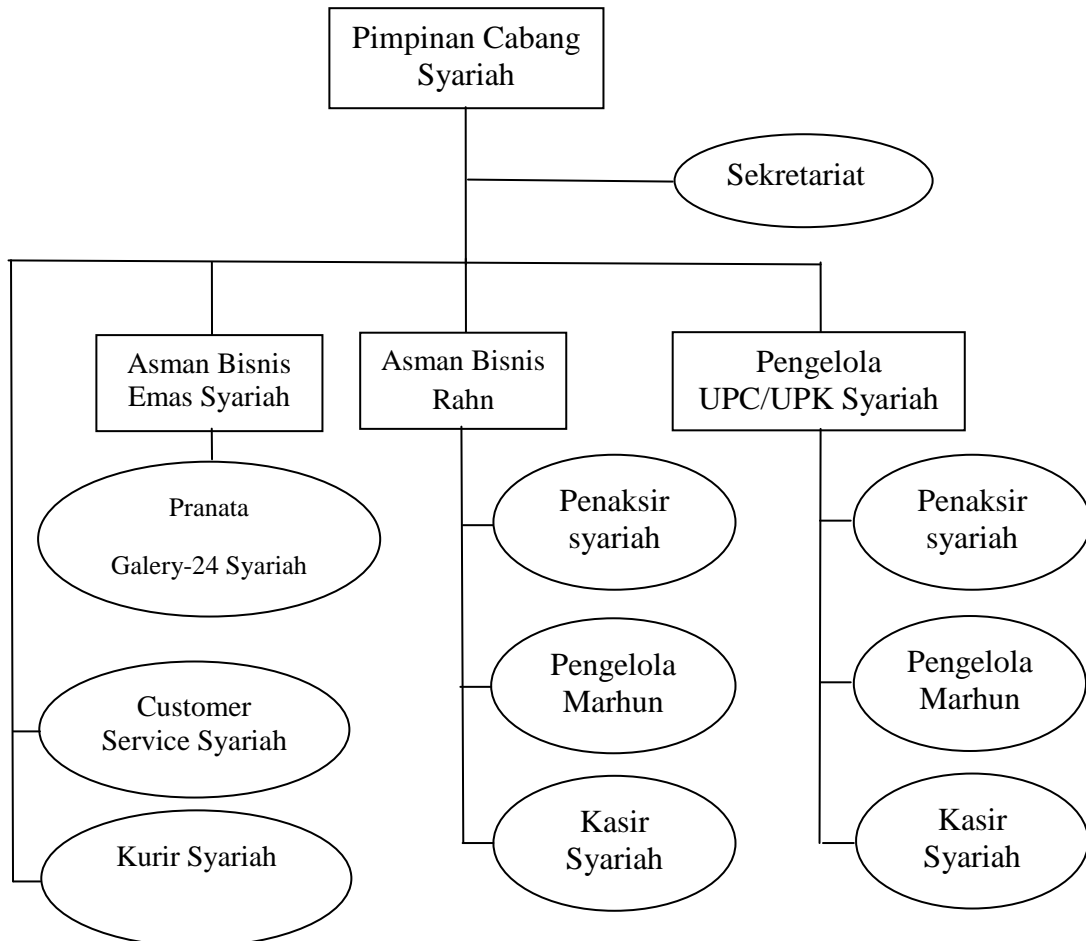 Pimpinan Cabang
Syariah
Sekretariat
Asman Bisnis
Emas Syariah
Asman Bisnis
Rahn
Pengelola
UPC/UPK Syariah
Pranata
Galery-24 Syariah
Penaksir
syariah
Penaksir
syariah
Customer
Service Syariah
Pengelola
Marhun
Pengelola
Marhun
Kurir Syariah
Kasir
Syariah
Kasir
Syariah